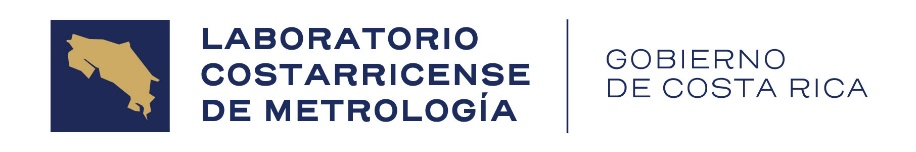 LABORATORIO
COSTARRICENSE
DE METROLOGÍA
GOBIERNO
DE COSTA RICA